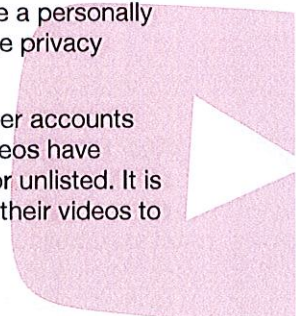 e a personally
e privacy
er accounts
eos have
or unlisted. It is
their videos to